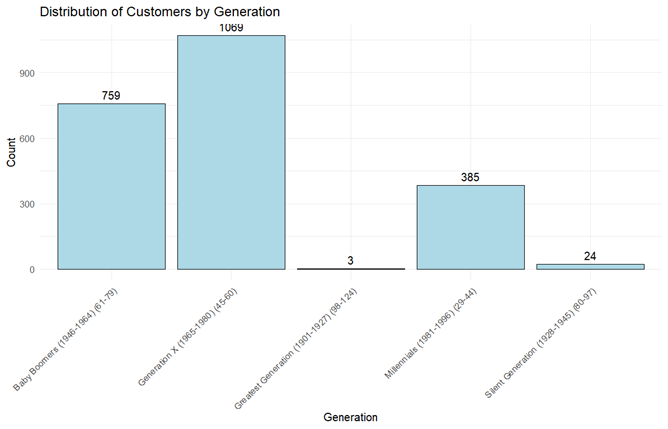 Distribution of Customers by Generation
1069
759
385
24
3
900
600
300
0
Count
Baby Boomers (1946-1964) (61-79)
Generation X (1965-1980) (45-60)
Greatest Generation (1901-1927) (98-124)
Millennials (1981-1996) (29-44)
Silent Generation (1928-1945) (80-97)
Generation